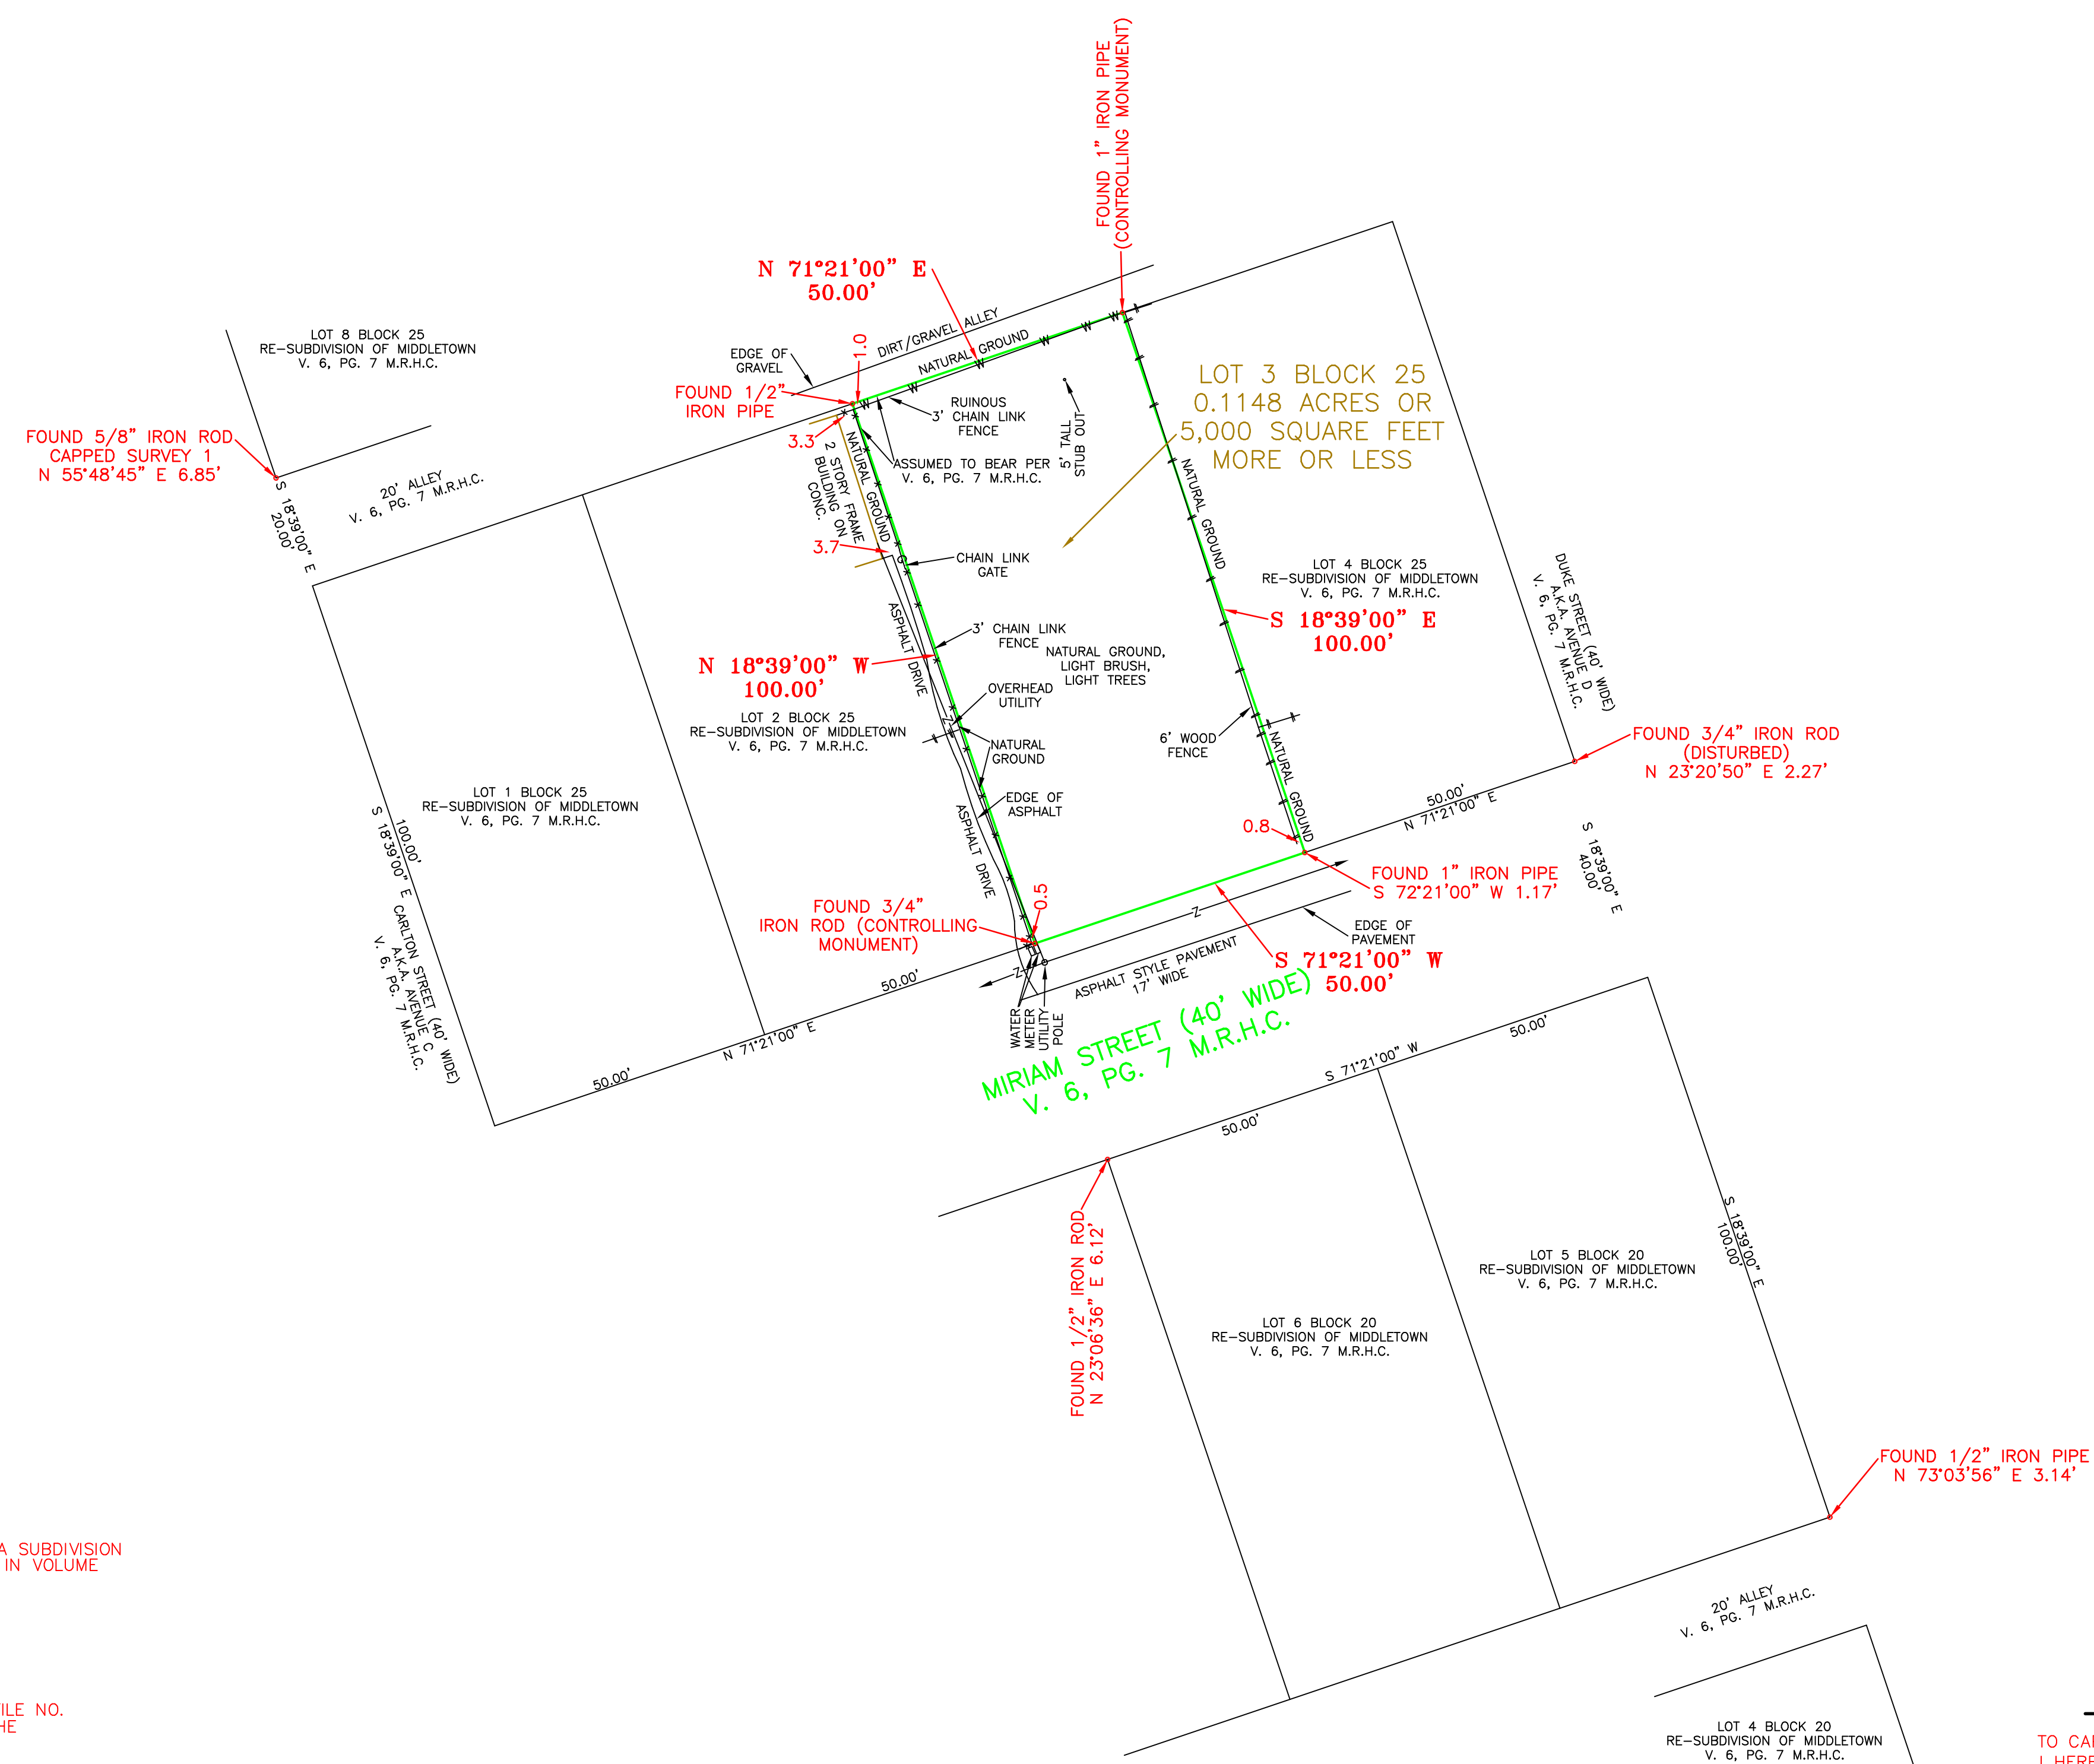 FOUND 1" IRON PIPE
(CONTROLLING MONUMENT)
N 71°21'00" E
50.00'
DIRT/GRAVEL ALLEY
NATURAL GROUND
EDGE OF
GRAVEL
1.0
FOUND 1/2"
IRON PIPE
3.3
LOT 8 BLOCK 25
RE-SUBDIVISION OF MIDDLETOWN
V. 6, PG. 7 M.R.H.C.
FOUND 5/8" IRON ROD
CAPPED SURVEY 1
N 55°48'45" E 6.85'
20' ALLEY
V. 6, PG. 7 M.R.H.C.
S 18°39'00" E
20.00'
RUINOUS
3' CHAIN LINK
FENCE
5' TALL
STUB OUT
ASSUMED TO BEAR PER
V. 6, PG. 7 M.R.H.C.
NATURAL GROUND
2 STORY FRAME
BUILDING ON
CONC.
3.7
G
CHAIN LINK
GATE
LOT 3 BLOCK 25
0.1148 ACRES OR
5,000 SQUARE FEET
MORE OR LESS
NATURAL GROUND
LOT 4 BLOCK 25
RE-SUBDIVISION OF MIDDLETOWN
V. 6, PG. 7 M.R.H.C.
S 18°39'00" E
100.00'
DUKE STREET (40' WIDE)
A.K.A. AVENUE D
V. 6, PG. 7 M.R.H.C.
ASPHALT DRIVE
3' CHAIN LINK
FENCE
NATURAL GROUND,
LIGHT BRUSH,
LIGHT TREES
N 18°39'00" W
100.00'
OVERHEAD
UTILITY
LOT 2 BLOCK 25
RE-SUBDIVISION OF MIDDLETOWN
V. 6, PG. 7 M.R.H.C.
NATURAL
GROUND
6' WOOD
FENCE
NATURAL GROUND
FOUND 3/4" IRON ROD
(DISTURBED)
N 23°20'50" E 2.27'
LOT 1 BLOCK 25
RE-SUBDIVISION OF MIDDLETOWN
V. 6, PG. 7 M.R.H.C.
EDGE OF
ASPHALT
ASPHALT DRIVE
50.00'
N 71°21'00" E
0.8
100.00'
S 18°39'00" E
CARLTON STREET (40' WIDE)
A.K.A. AVENUE C
V. 6, PG. 7 M.R.H.C.
FOUND 1" IRON PIPE
S 72°21'00" W 1.17'
S 18°39'00" E
40.00'
0.5
FOUND 3/4"
IRON ROD (CONTROLLING
MONUMENT)
Z
EDGE OF
PAVEMENT
ASPHALT STYLE PAVEMENT
17' WIDE
S 71°21'00" W
50.00'
50.00'
Z
WATER
METER
UTILITY
POLE
N 71°21'00" E
50.00'
MIRIAM STREET (40' WIDE)
V. 6, PG. 7 M.R.H.C.
50.00'
S 71°21'00" W
50.00'
FOUND 1/2" IRON ROD
N 23°06'36" E 6.12'
S 18°39'00" E
100.00'
LOT 5 BLOCK 20
RE-SUBDIVISION OF MIDDLETOWN
V. 6, PG. 7 M.R.H.C.
LOT 6 BLOCK 20
RE-SUBDIVISION OF MIDDLETOWN
V. 6, PG. 7 M.R.H.C.
FOUND 1/2" IRON PIPE
N 73°03'56" E 3.14'
20' ALLEY
V. 6, PG. 7 M.R.H.C.
LOT 4 BLOCK 20
RE-SUBDIVISION OF MIDDLETOWN
V. 6, PG. 7 M.R.H.C.
A SUBDIVISION
IN VOLUME
NO.
TO
I